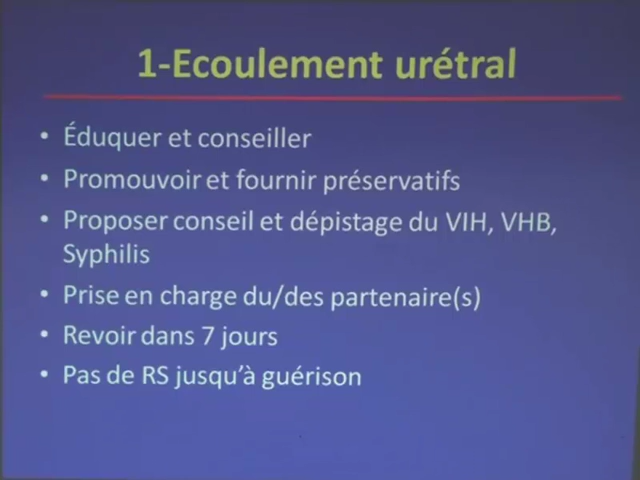 1-Ecoulement urétral
• Éduquer et conseiller
• Promouvoir et fournir préservatifs
• Proposer conseil et dépistage du VIH, VHB,
Syphilis
• Prise en charge du/des partenaire(s)
• Revoir dans 7 jours
• Pas de RS jusqu'à guérison